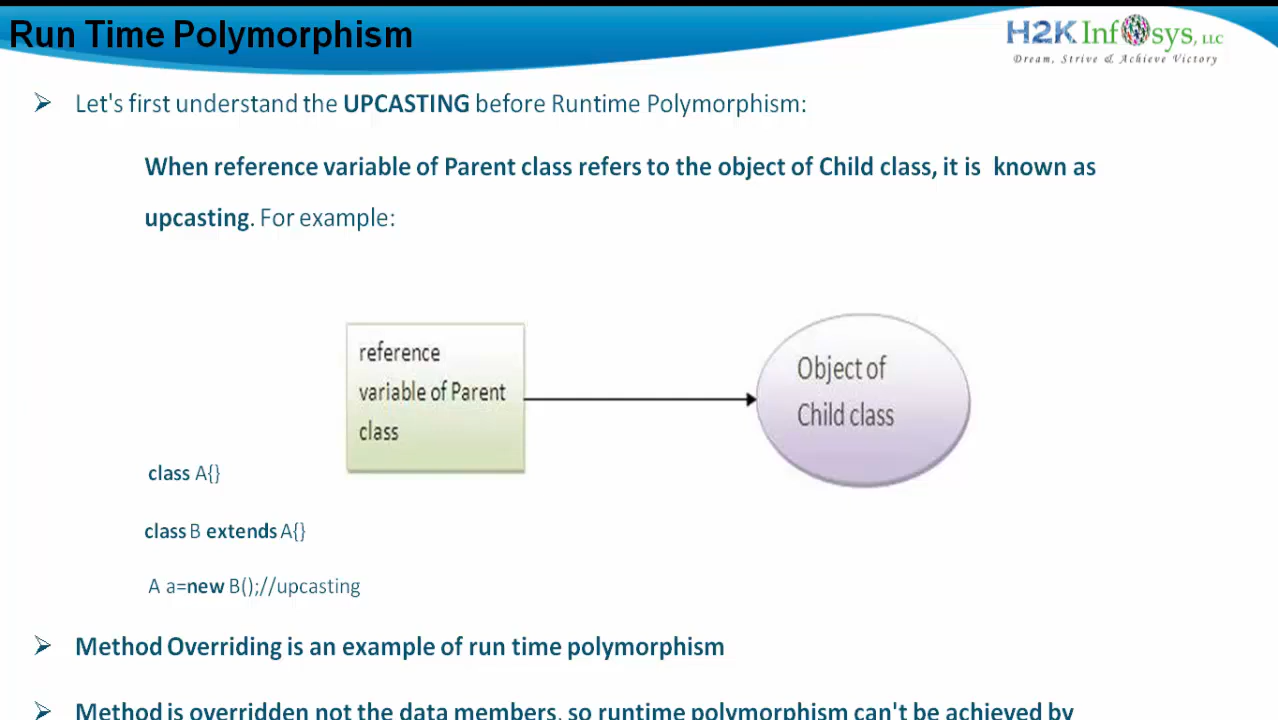 Run Time Polymorphism
H2K Infosys, LLC
Dream, Strive & Achieve Victory
Let's first understand the UPCASTING before Runtime Polymorphism:
When reference variable of Parent class refers to the object of Child class, it is known as
upcasting. For example:
reference
variable of Parent
class
Object of
Child class
class A{}
class B extends A{}
A a=new B();//upcasting
Method Overriding is an example of run time polymorphism
Method is overridden not the data members, so runtime polymorphism can't be achieved by